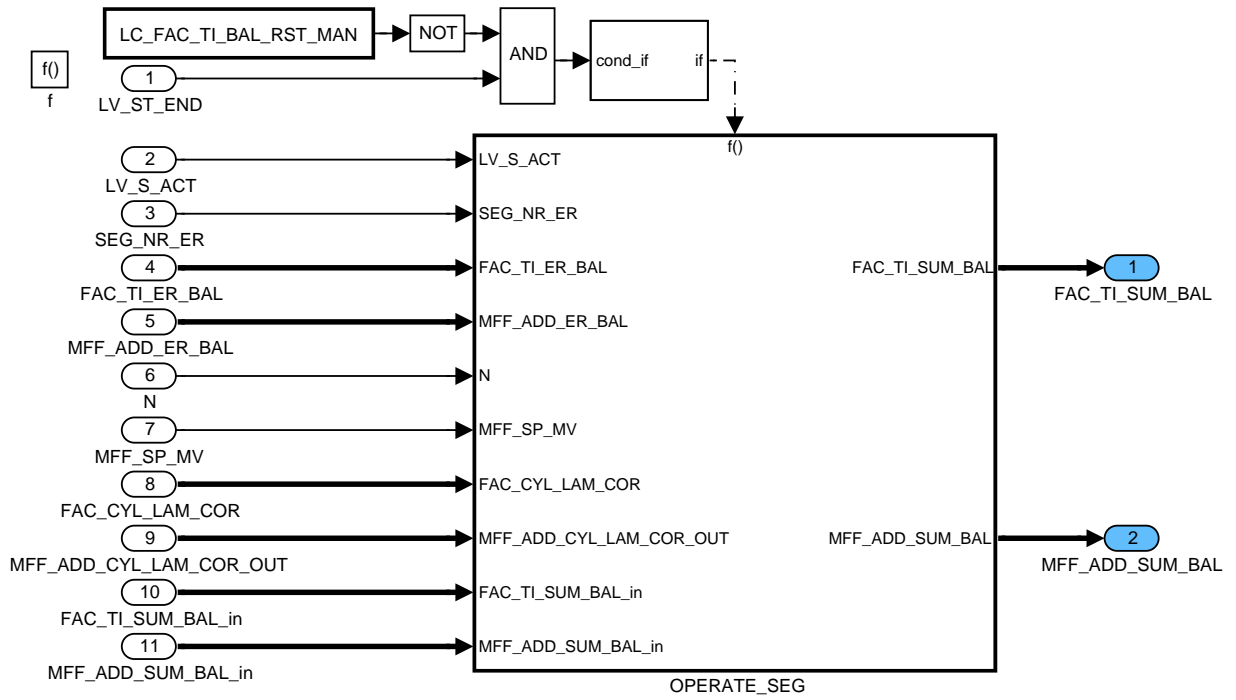 LC_FAC_TI_BAL_RST_MAN
NOT
AND
cond_if
if
f()
f
1
LV_ST_END
f()
2
LV_S_ACT
LV_S_ACT
3
SEG_NR_ER
SEG_NR_ER
4
FAC_TI_ER_BAL
FAC_TI_ER_BAL
FAC_TI_SUM_BAL
1
FAC_TI_SUM_BAL
5
MFF_ADD_ER_BAL
MFF_ADD_ER_BAL
6
N
N
7
MFF_SP_MV
MFF_SP_MV
8
FAC_CYL_LAM_COR
FAC_CYL_LAM_COR
9
MFF_ADD_CYL_LAM_COR_OUT
MFF_ADD_CYL_LAM_COR_OUT
MFF_ADD_SUM_BAL
2
MFF_ADD_SUM_BAL
10
FAC_TI_SUM_BAL_in
FAC_TI_SUM_BAL_in
11
MFF_ADD_SUM_BAL_in
MFF_ADD_SUM_BAL_in
OPERATE_SEG